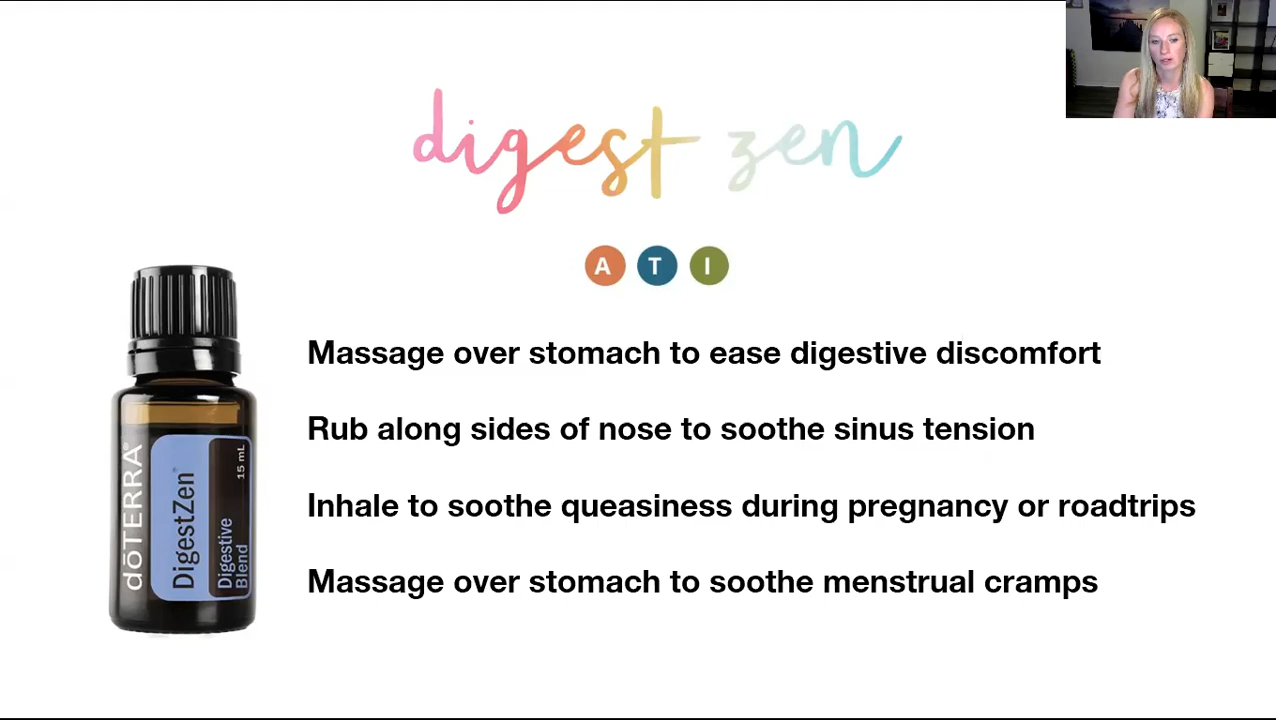 digest zen
A T I
Massage over stomach to ease digestive discomfort
Rub along sides of nose to soothe sinus tension
Inhale to soothe queasiness during pregnancy or roadtrips
Massage over stomach to soothe menstrual cramps
dōTERRA®
DigestZen®
Digestive
Blend
15 mL